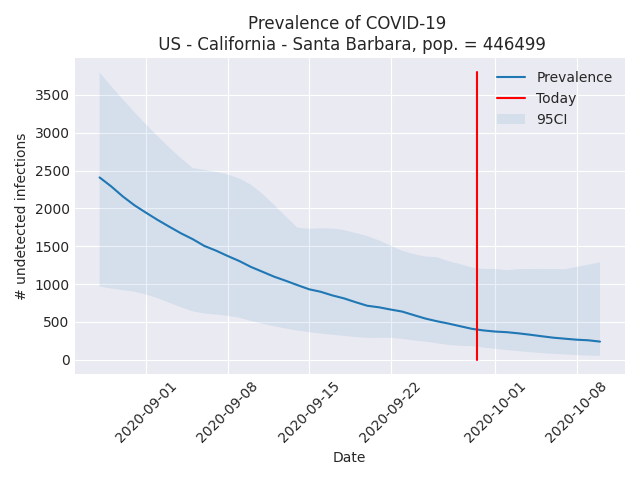 Prevalence of COVID-19
US - California - Santa Barbara, pop. = 446499
Prevalence
Today
95CI
# undetected infections
3500
3000
2500
2000
1500
1000
500
0
2020-09-01
2020-09-08
2020-09-15
2020-09-22
2020-10-01
2020-10-08
Date